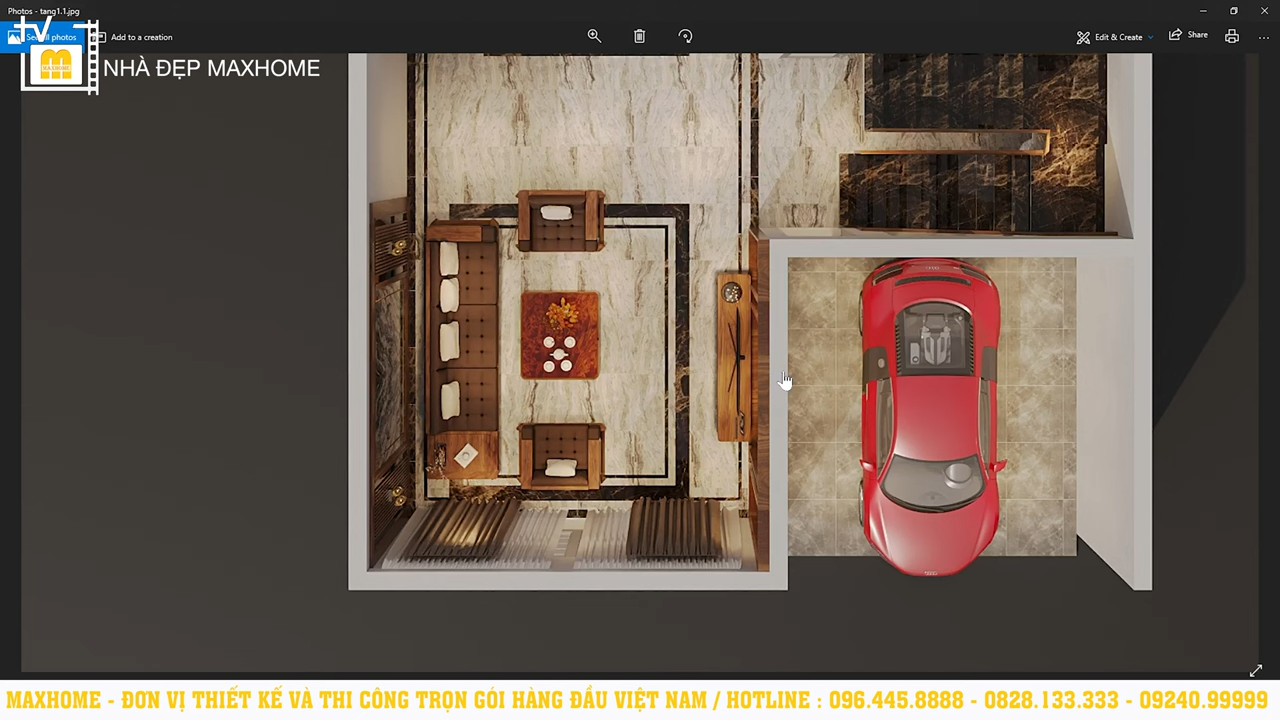 Photos - tang1.1.jpg
TV
See all photos
Add to a creation
Edit & Create
Share
MAXHOME
NHÀ ĐẸP MAXHOME
MAXHOME - ĐƠN VỊ THIẾT KẾ VÀ THI CÔNG TRỌN GÓI HÀNG ĐẦU VIỆT NAM / HOTLINE : 096.445.8888 - 0828.133.333 - 09240.99999